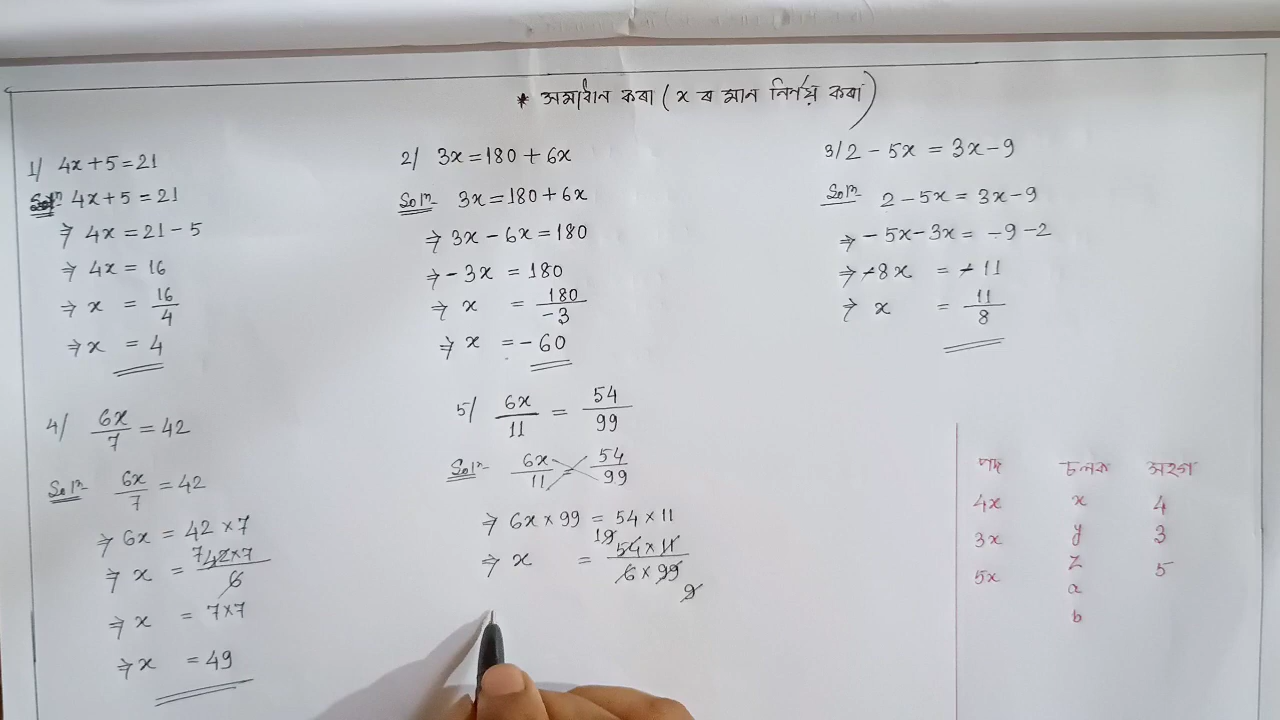 * সমাধান কৰা (x ৰ মান নিৰ্নয় কৰা)
1/ 4x + 5 = 21
Solⁿ 4x + 5 = 21
⇒ 4x = 21 - 5
⇒ 4x = 16
⇒ x = 16/4
⇒ x = 4
2/ 3x = 180 + 6x
Solⁿ 3x = 180 + 6x
⇒ 3x - 6x = 180
⇒ -3x = 180
⇒ x = 180/-3
⇒ x = -60
3/ 2 - 5x = 3x - 9
Solⁿ 2 - 5x = 3x - 9
⇒ -5x - 3x = -9 - 2
⇒ -8x = -11
⇒ x = 11/8
4/ 6x/7 = 42
Solⁿ 6x/7 = 42
⇒ 6x = 42 × 7
⇒ x = 7 42×7/6
⇒ x = 7×7
⇒ x = 49
5/ 6x/11 = 54/99
Solⁿ 6x/11 = 54/99
⇒ 6x × 99 = 54 × 11
⇒ x = 54 × 11/6 × 99 9
পদ চলক সহগ
4x x 4
3x y 3
5x z 5
a
b